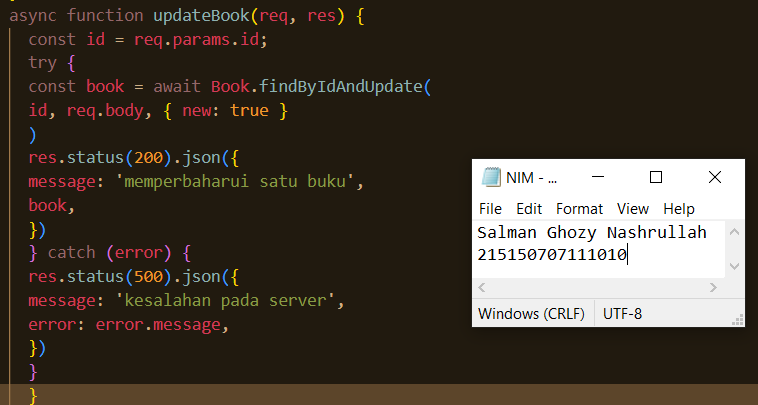 async function updateBook(req, res) {
const id = req.params.id;
try {
const book = await Book.findByIdAndUpdate(
id, req.body, { new: true }
)
res.status(200).json({
message: 'memperbaharui satu buku',
book,
})
} catch (error) {
res.status(500).json({
message: 'kesalahan pada server',
error: error.message,
})
}
}
NIM - ...
File Edit Format View Help
Salman Ghozy Nashrullah
215150707111010
Windows (CRLF) UTF-8